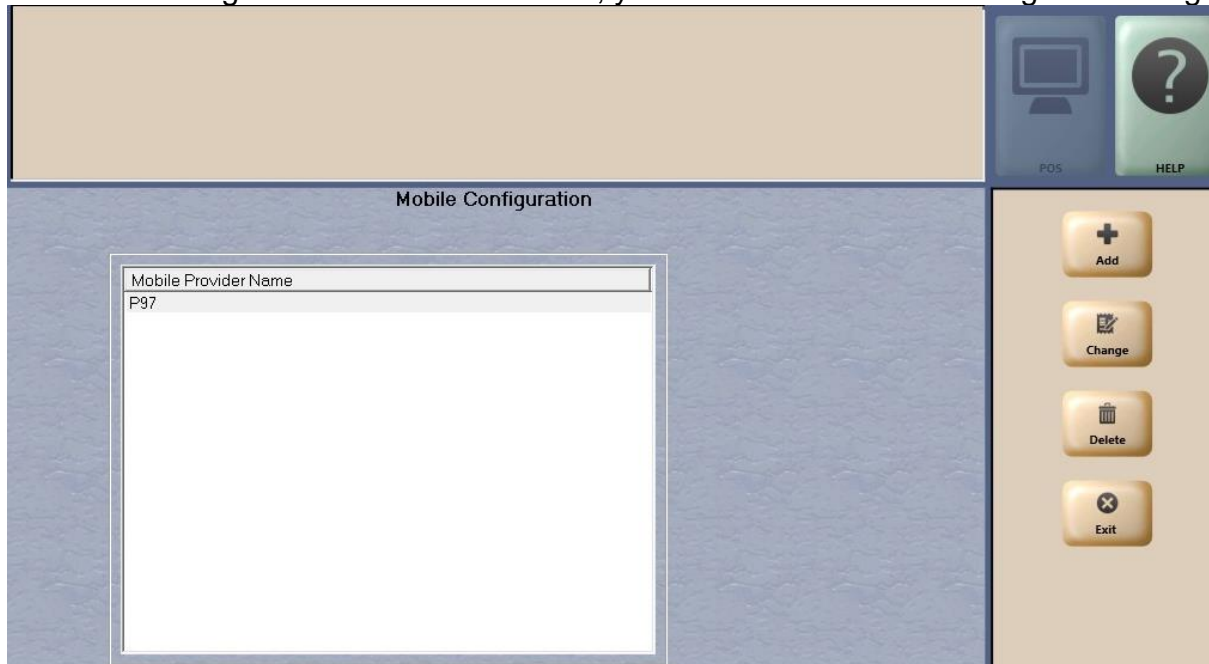 POS
HELP
Mobile Configuration
Mobile Provider Name
P97
Add
Change
Delete
Exit